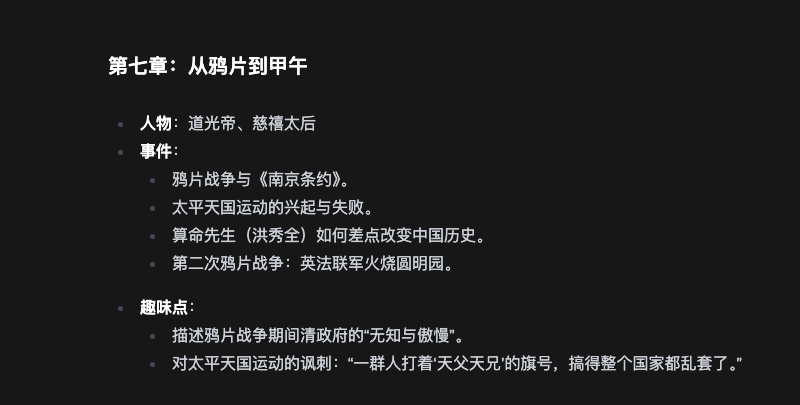 第七章：从鸦片到甲午
人物：道光帝、慈禧太后
事件：
鸦片战争与《南京条约》。
太平天国运动的兴起与失败。
算命先生（洪秀全）如何差点改变中国历史。
第二次鸦片战争：英法联军火烧圆明园。
趣味点：
描述鸦片战争期间清政府的“无知与傲慢”。
对太平天国运动的讽刺：“一群人打着‘天父天兄’的旗号，搞得整个国家都乱套了。”